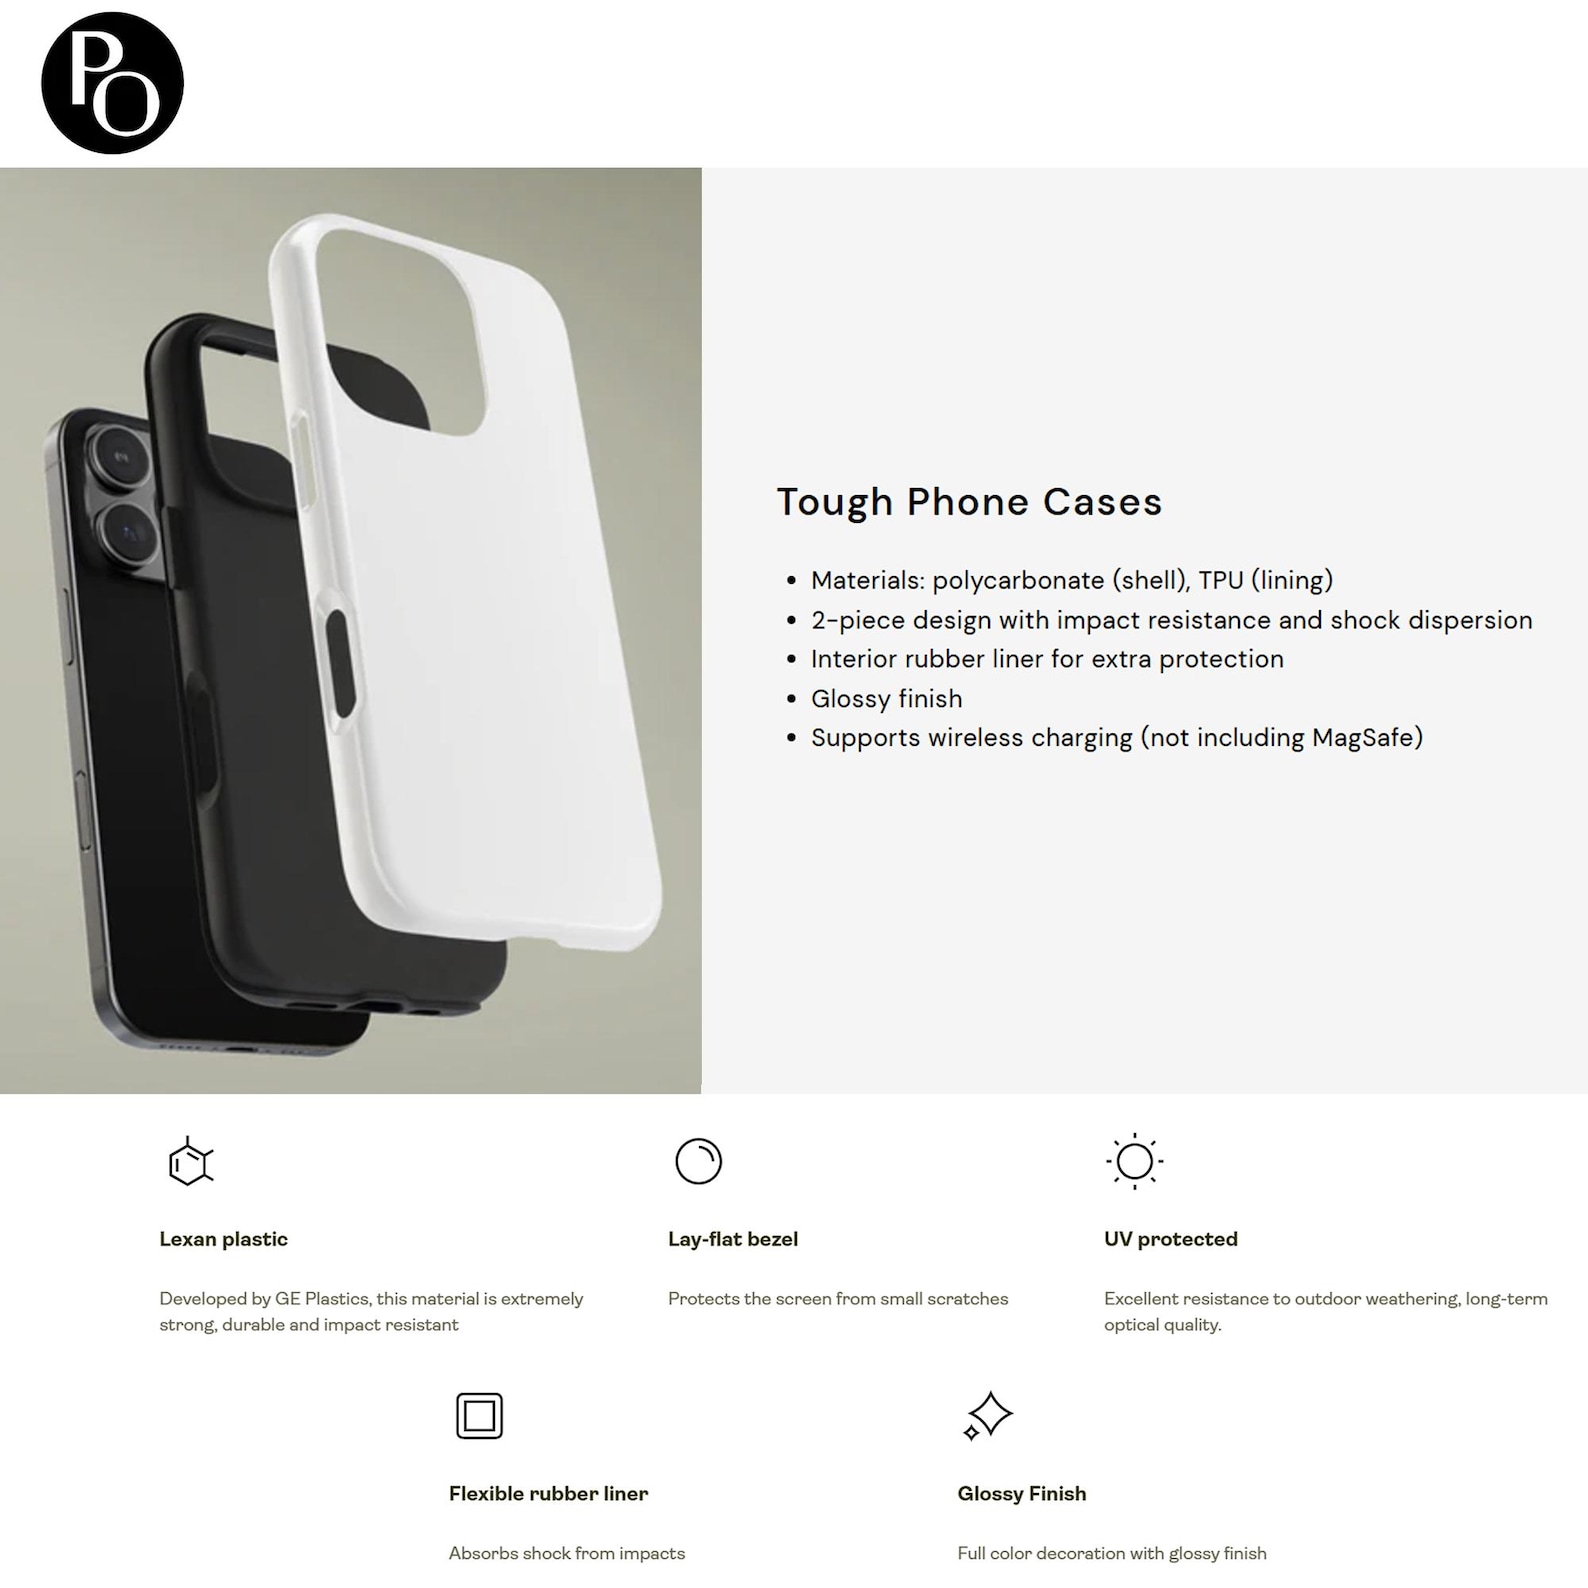 PO
Tough Phone Cases
• Materials: polycarbonate (shell), TPU (lining)
• 2-piece design with impact resistance and shock dispersion
• Interior rubber liner for extra protection
• Glossy finish
• Supports wireless charging (not including MagSafe)
Lexan plastic
Developed by GE Plastics, this material is extremely
strong, durable and impact resistant
Lay-flat bezel
Protects the screen from small scratches
UV protected
Excellent resistance to outdoor weathering, long-term
optical quality.
Flexible rubber liner
Absorbs shock from impacts
Glossy Finish
Full color decoration with glossy finish